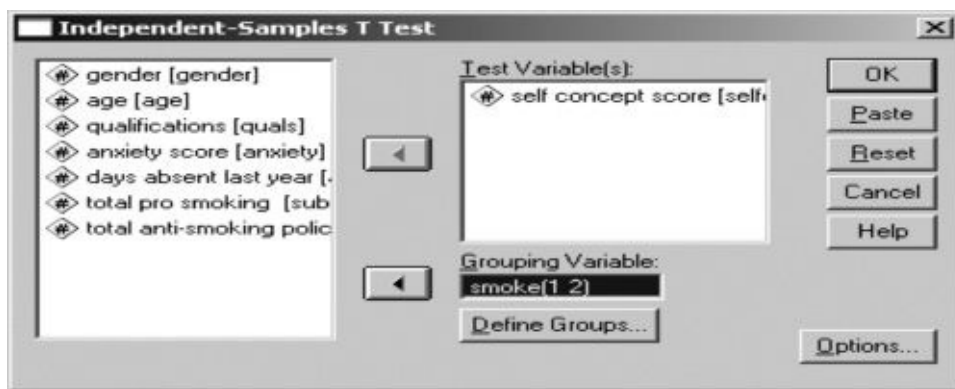 Independent-Samples T Test
gender [gender]
age [age]
qualifications [quals]
anxiety score [anxiety]
days absent last year [
total pro smoking [sub
total anti-smoking polic
Test Variable(s):
self concept score [self
Grouping Variable:
smoke(1 2)
Define Groups...
OK
Paste
Reset
Cancel
Help
Options...